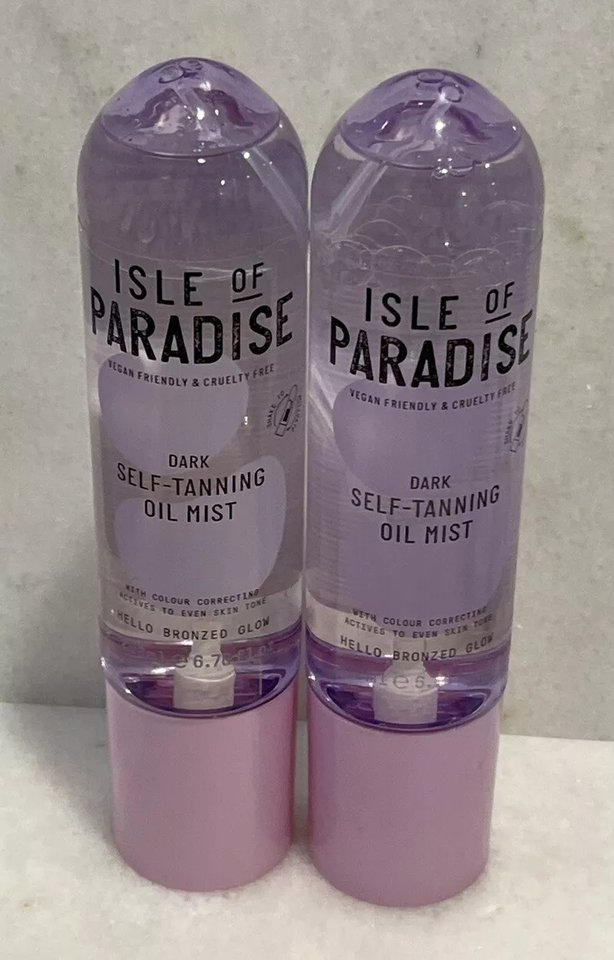 ISLE OF
PARADISE
VEGAN FRIENDLY & CRUELTY FREE
SHAKE TO
DARK
SELF-TANNING
OIL MIST
WITH COLOUR CORRECTING
ACTIVES TO EVEN SKIN TONE
HELLO BRONZED GLOW
ISLE OF
PARADISE
VEGAN FRIENDLY & CRUELTY FREE
DARK
SELF-TANNING
OIL MIST
WITH COLOUR CORRECTING
ACTIVES TO EVEN SKIN TONE
HELLO BRONZED GLOW